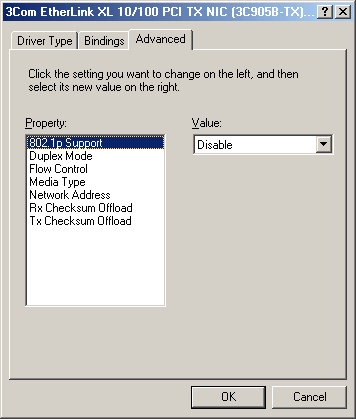 3Com EtherLink XL 10/100 PCI TX NIC (3C905B-TX)... ? ×
Driver Type Bindings Advanced
Click the setting you want to change on the left, and then
select its new value on the right.
Property: Value:
802.1p Support Disable
Duplex Mode
Flow Control
Media Type
Network Address
Rx Checksum Offload
Tx Checksum Offload
OK Cancel